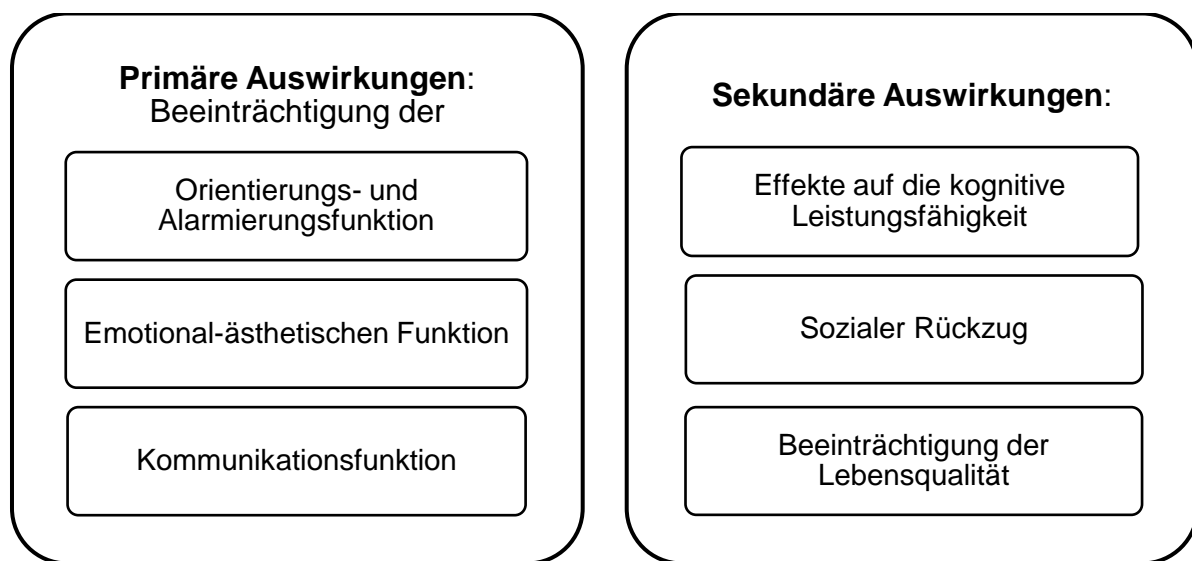 Primäre Auswirkungen:
Beeinträchtigung der
Orientierungs- und
Alarmierungsfunktion
Emotional-ästhetischen Funktion
Kommunikationsfunktion
Sekundäre Auswirkungen:
Effekte auf die kognitive
Leistungsfähigkeit
Sozialer Rückzug
Beeinträchtigung der
Lebensqualität